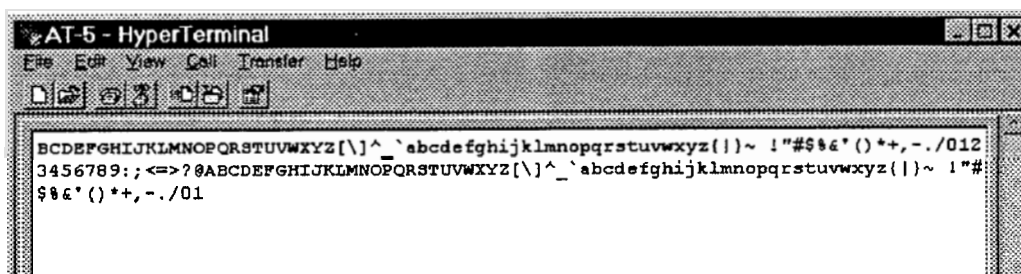 AT-5 - HyperTerminal
File Edit View Call Transfer Help
BCDEFGHIJKLMNOPQRSTUVWXYZ[\]^_`abcdefghijklmnopqrstuvwxyz{|}~ !"#$%&'()*+,-./012
3456789:;<=>?@ABCDEFGHIJKLMNOPQRSTUVWXYZ[\]^_`abcdefghijklmnopqrstuvwxyz{|}~ !"#
$%&'()*+,-./01